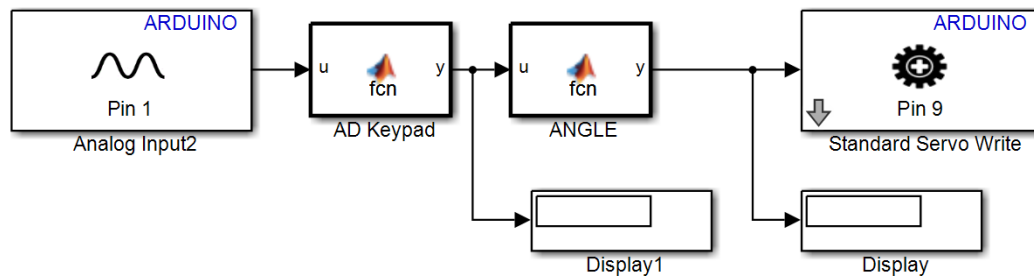 ARDUINO
Pin 1
Analog Input2
u
fcn
y
AD Keypad
u
fcn
y
ANGLE
ARDUINO
Pin 9
Standard Servo Write
Display1
Display